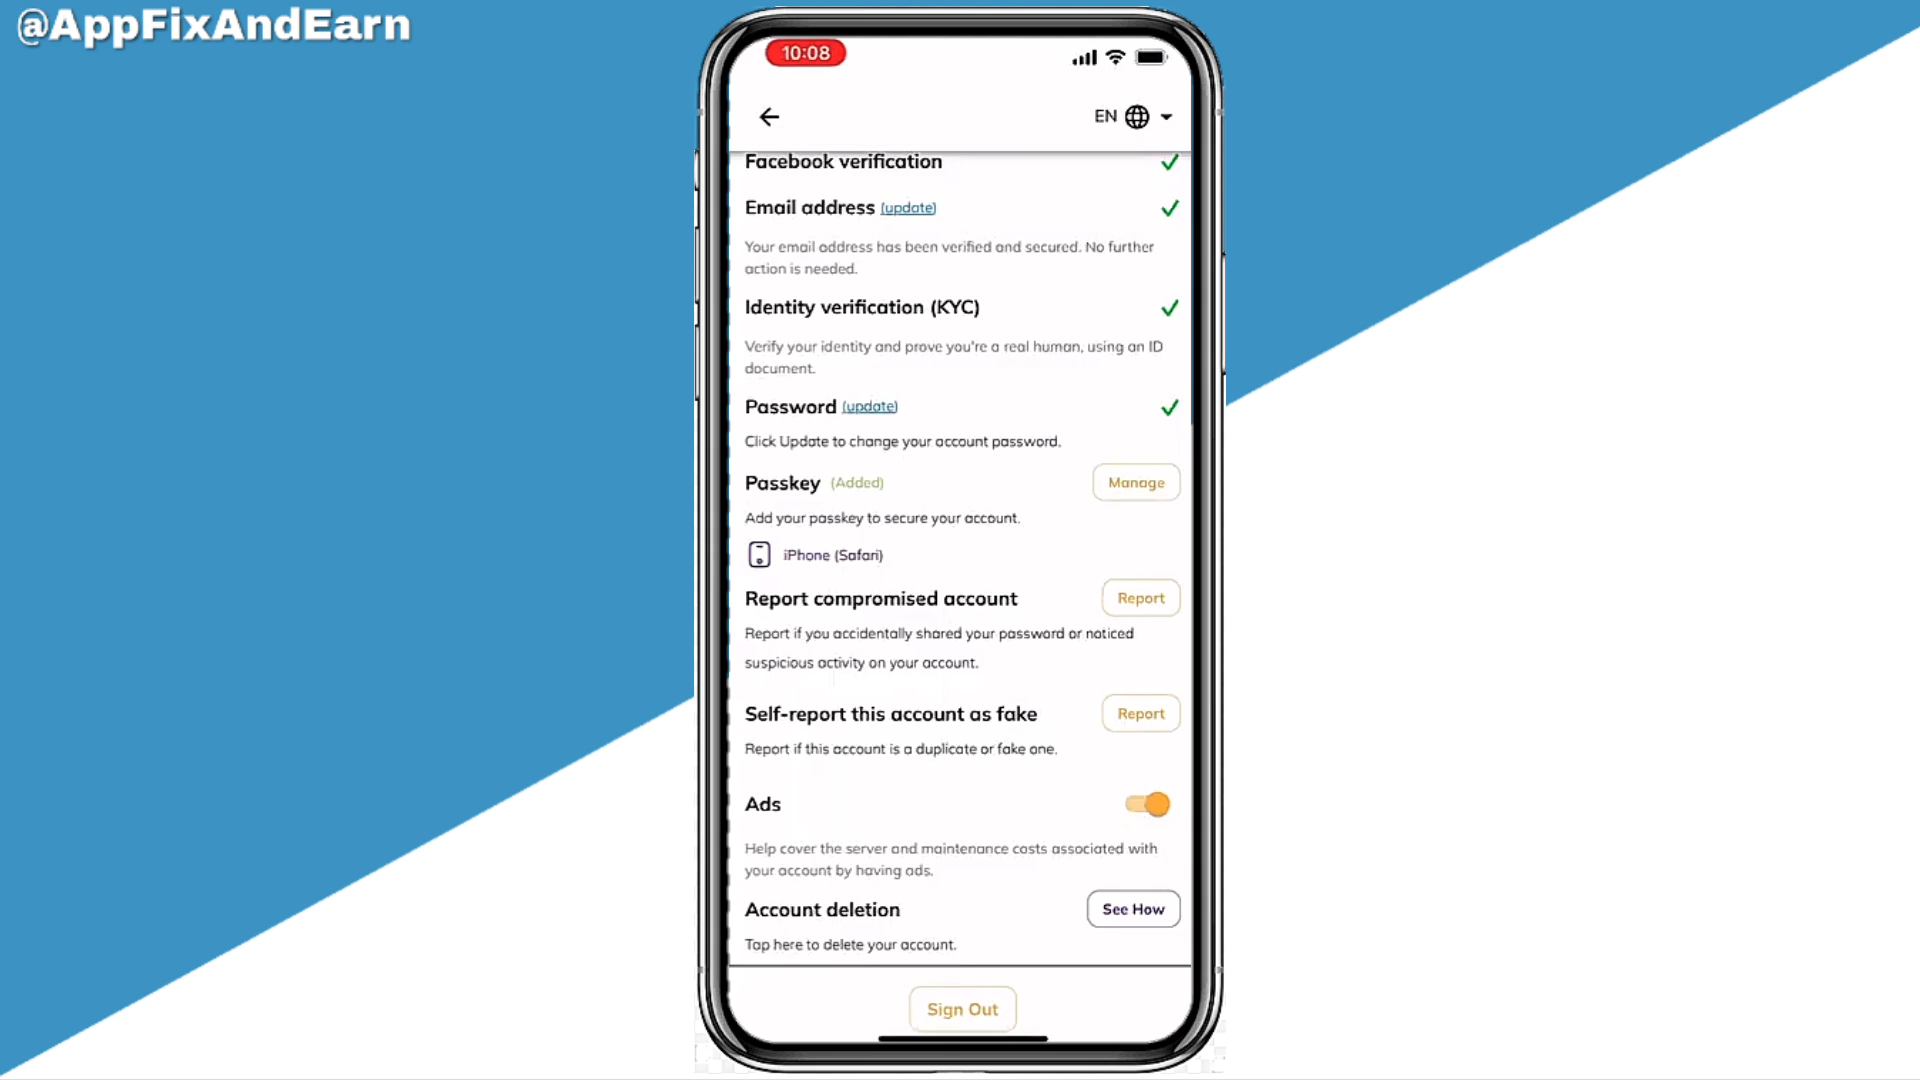 @AppFixAndEarn
10:08
EN
Facebook verification
Email address (update)
Your email address has been verified and secured. No further
action is needed.
Identity verification (KYC)
Verify your identity and prove you're a real human, using an ID
document.
Password (update)
Click Update to change your account password.
Passkey (Added) Manage
Add your passkey to secure your account.
iPhone (Safari)
Report compromised account Report
Report if you accidentally shared your password or noticed
suspicious activity on your account.
Self-report this account as fake Report
Report if this account is a duplicate or fake one.
Ads
Help cover the server and maintenance costs associated with
your account by having ads.
Account deletion See How
Tap here to delete your account.
Sign Out